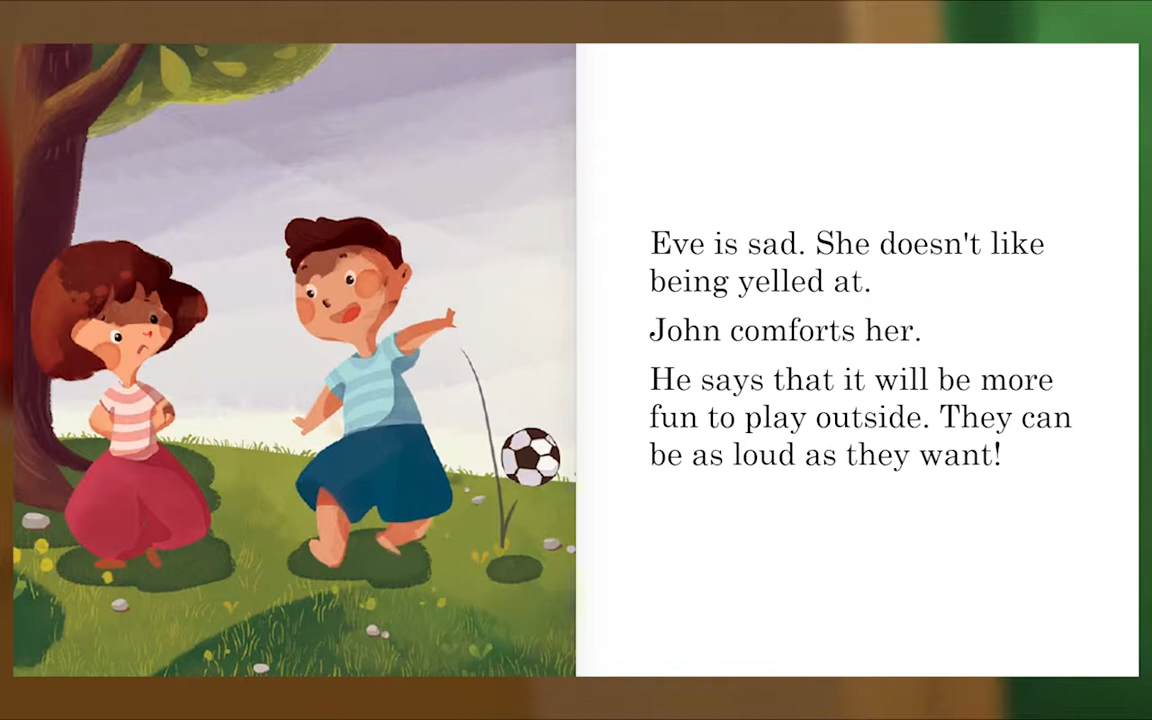 Eve is sad. She doesn't like
being yelled at.
John comforts her.
He says that it will be more
fun to play outside. They can
be as loud as they want!